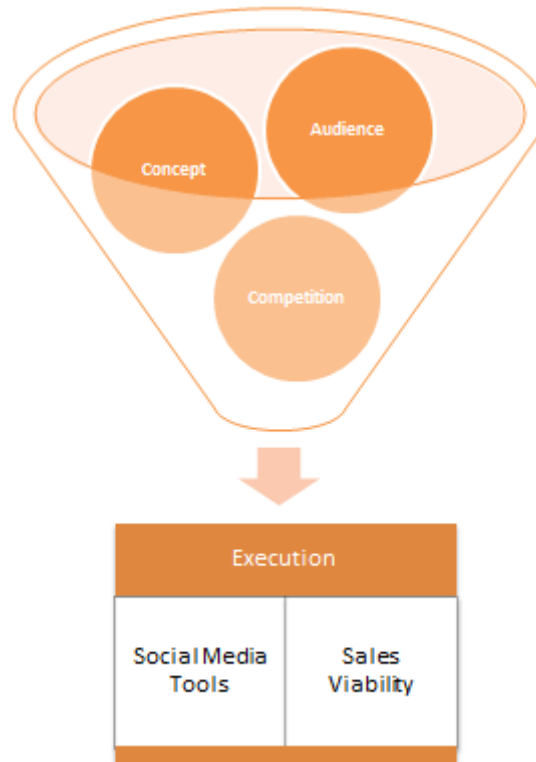 Audience
Concept
Competition
Execution
Social Media
Tools
Sales
Viability